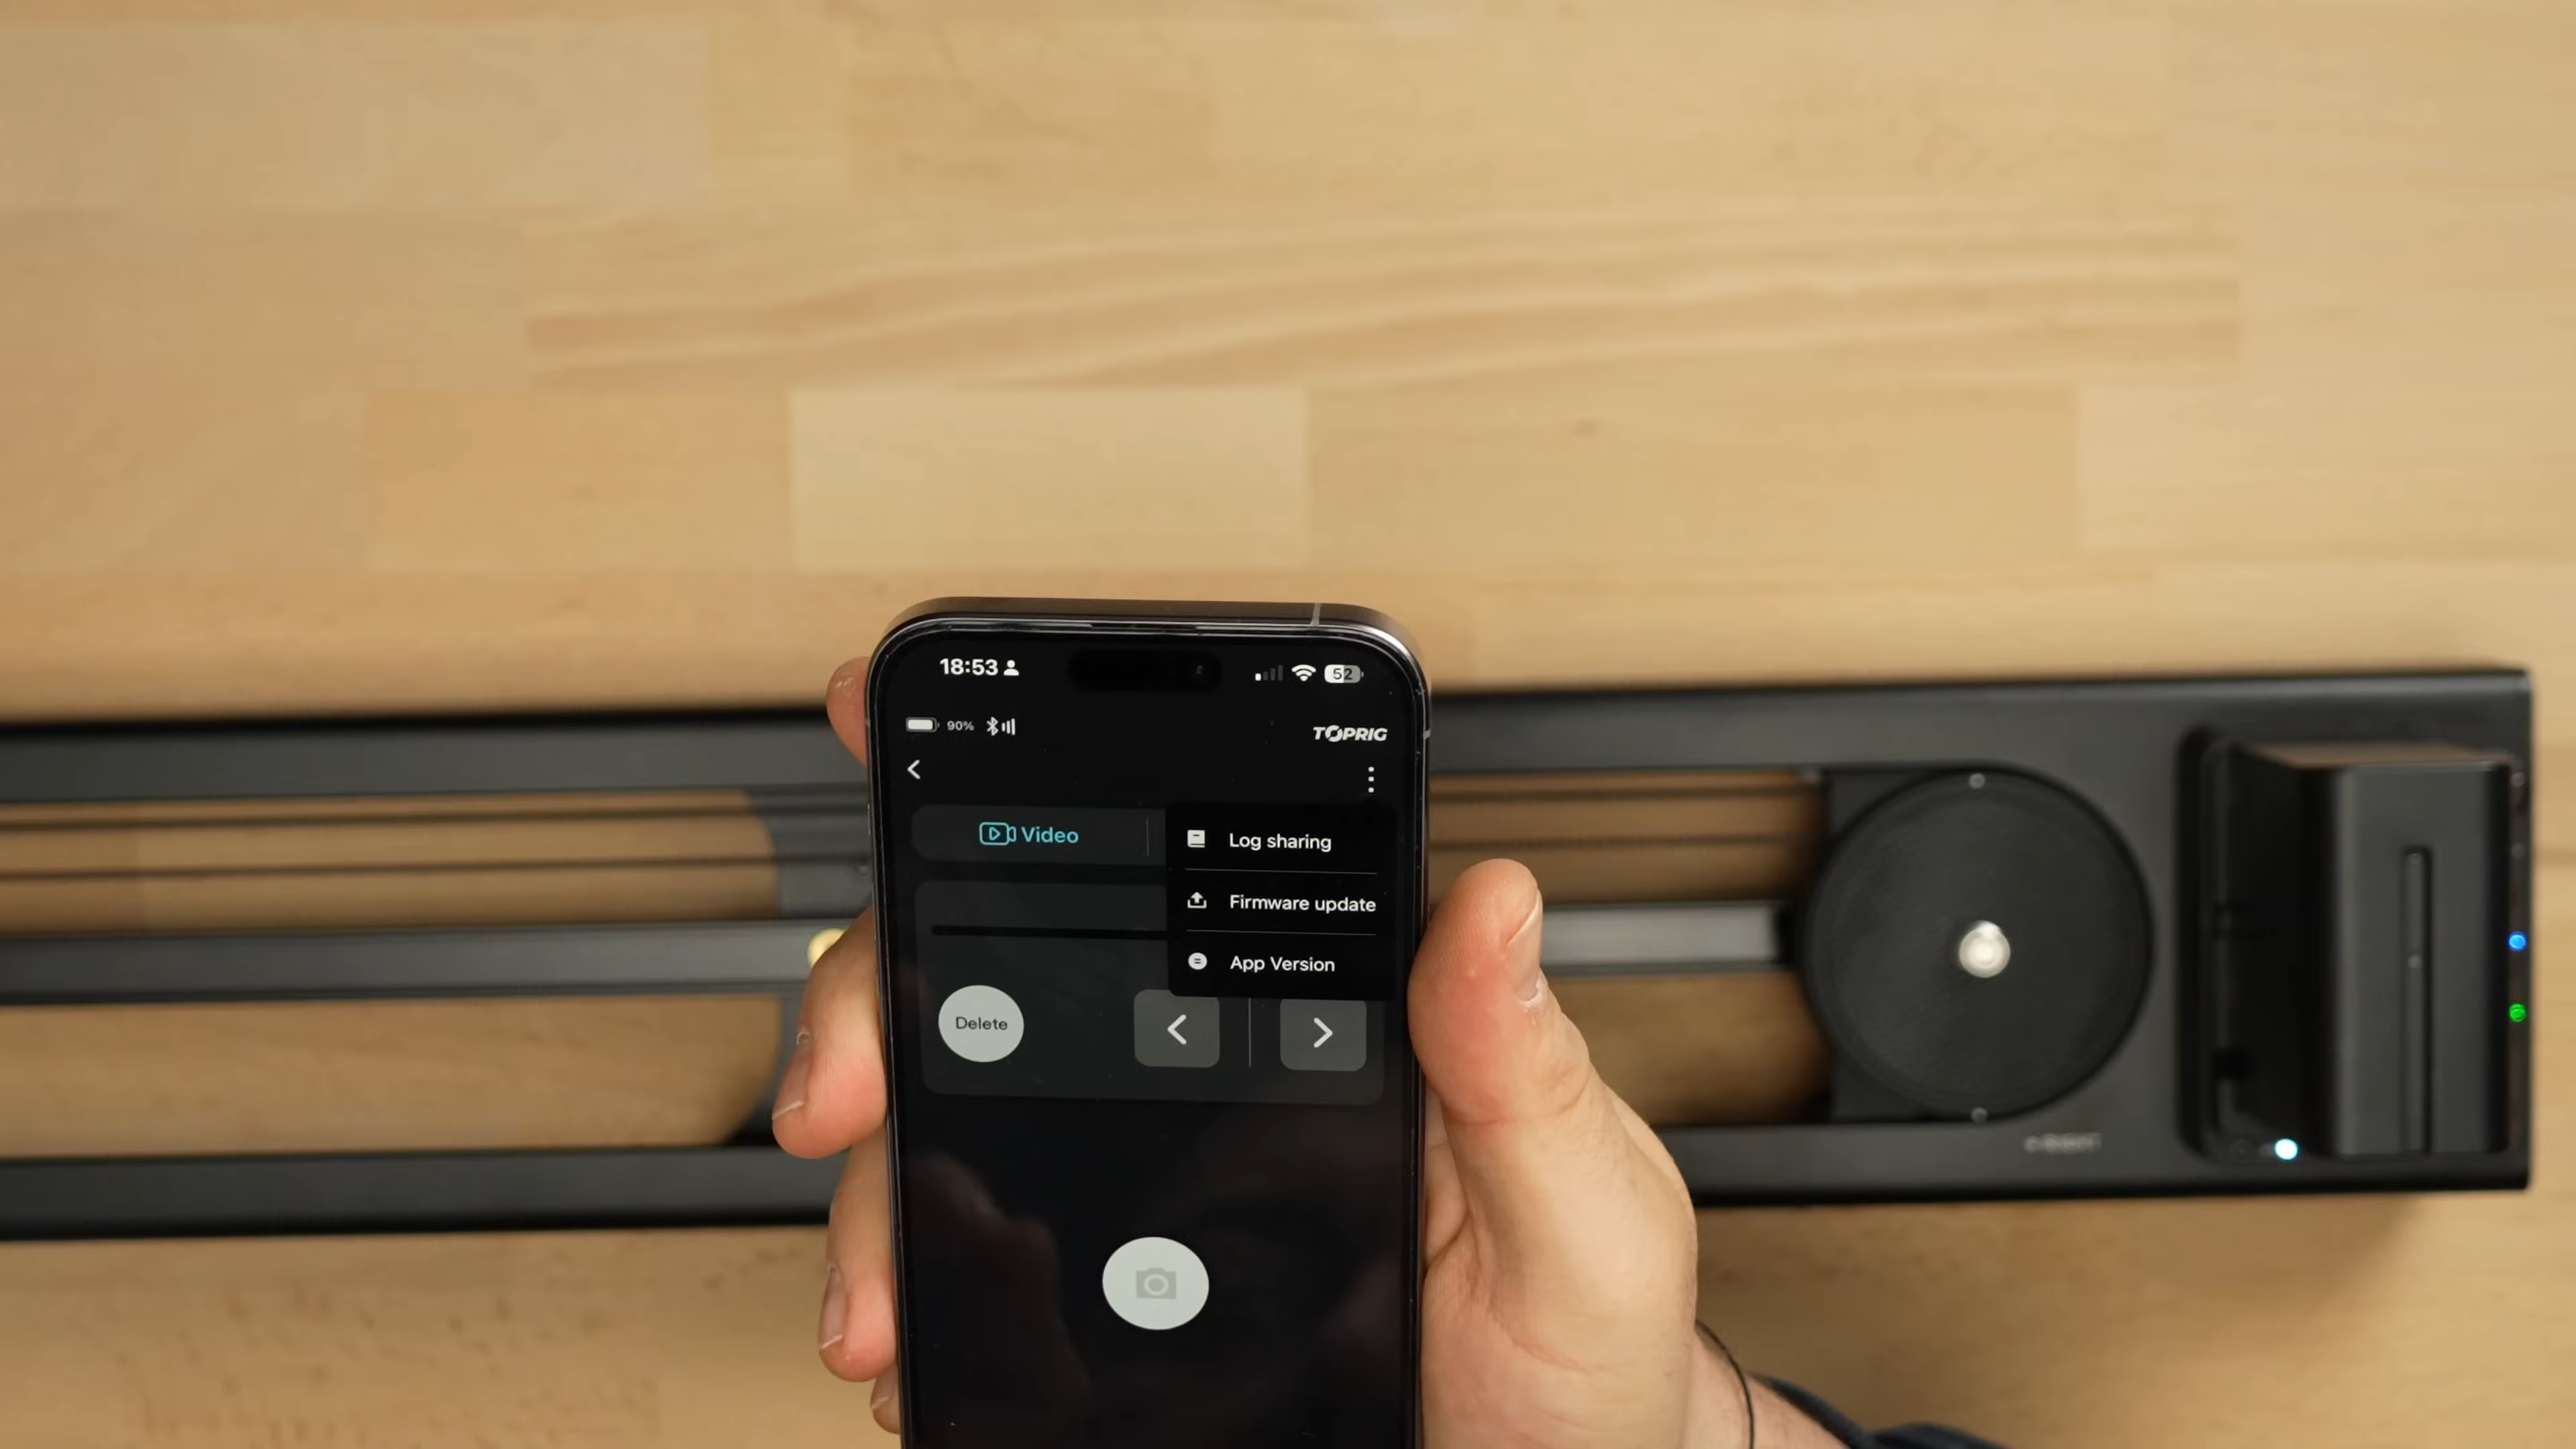 18:53
52
90%
TOPRIG
Video
Log sharing
Firmware update
App Version
Delete